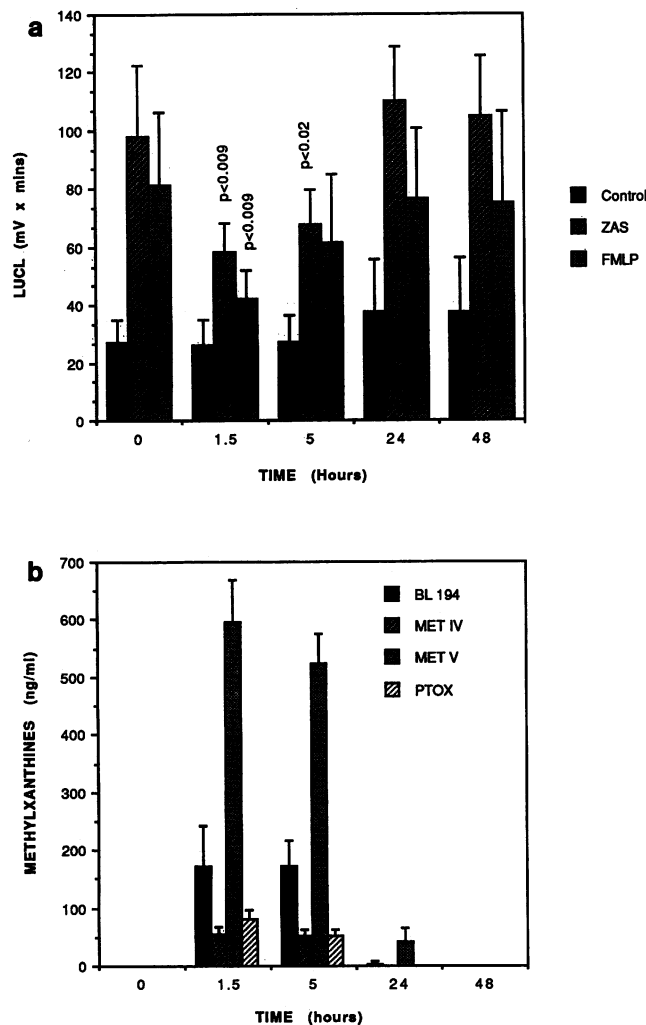 a
140
120
100
80
60
40
20
0
LUCL (mV x mins)
p<0.009
p<0.009
p<0.02
Control
ZAS
FMLP
0 1.5 5 24 48
TIME (Hours)
b
700
600
500
400
300
200
100
0
METHYLXANTHINES (ng/ml)
BL 194
MET IV
MET V
PTOX
0 1.5 5 24 48
TIME (hours)